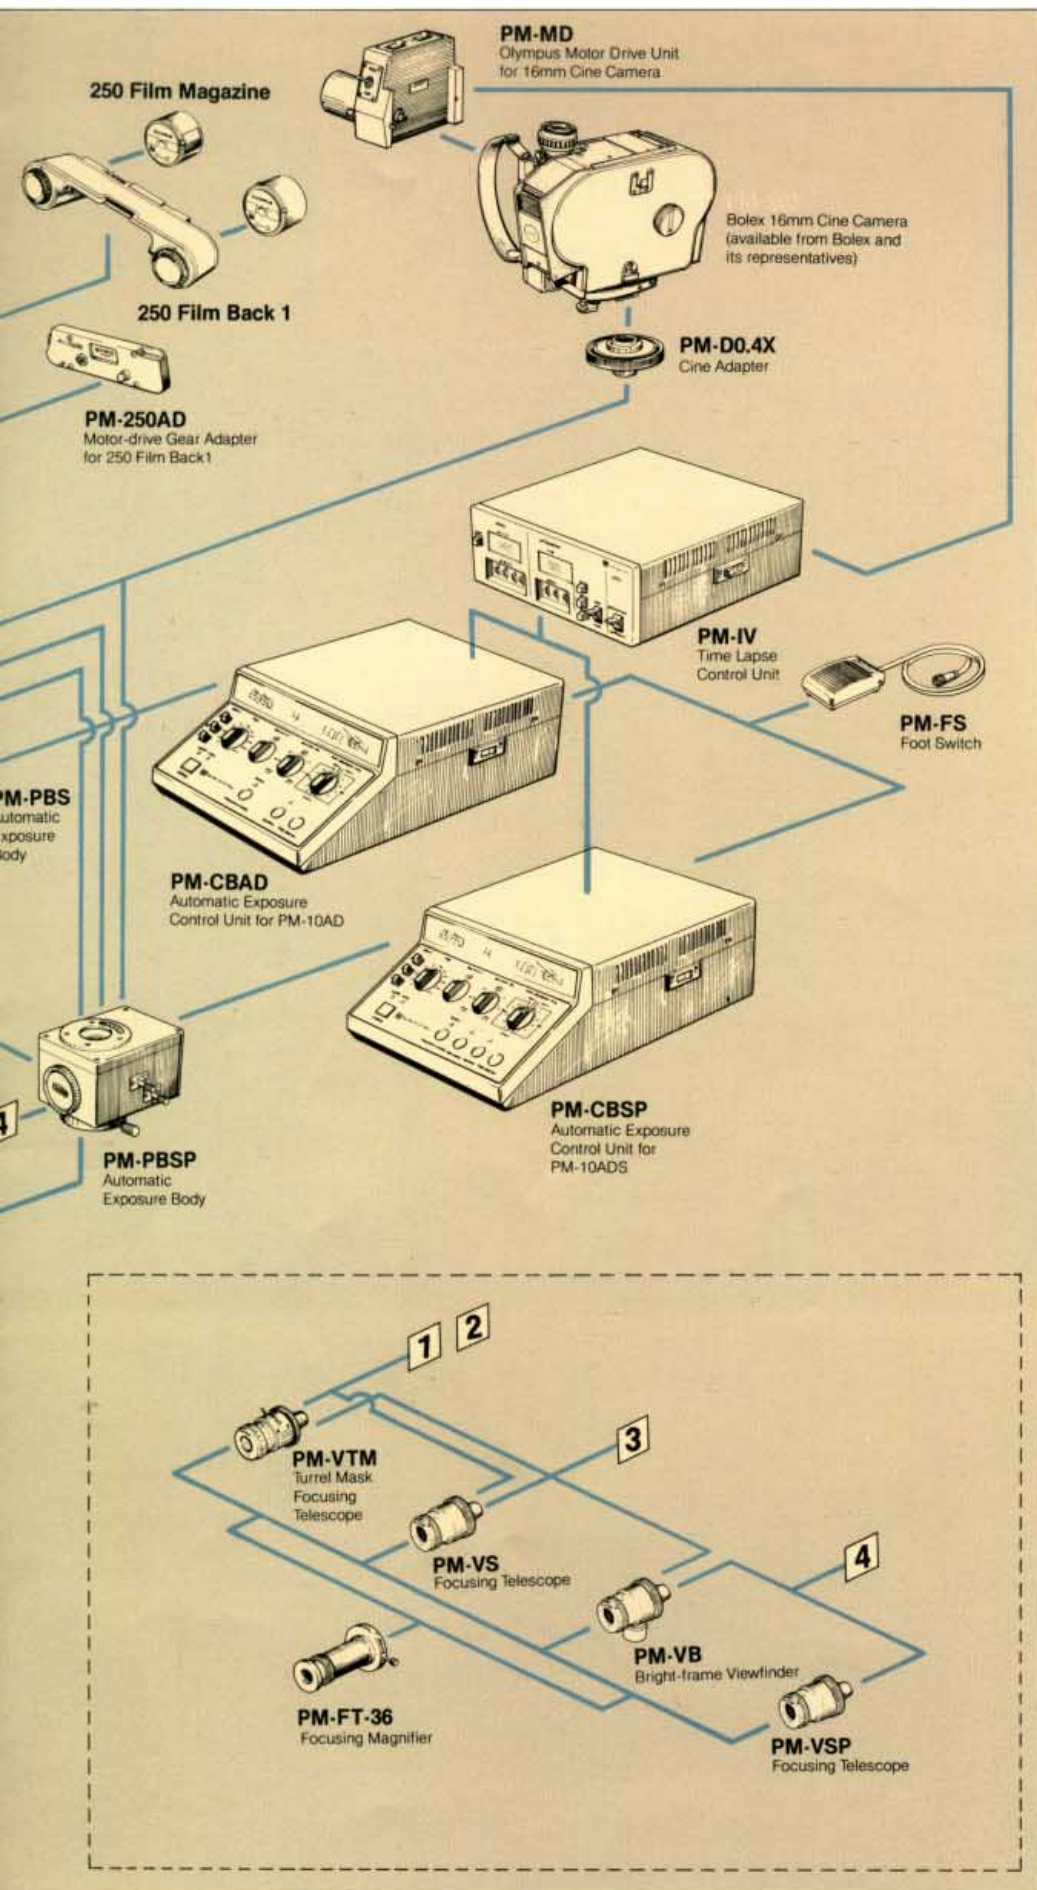 PM-MD
Olympus Motor Drive Unit
for 16mm Cine Camera
250 Film Magazine
Bolex 16mm Cine Camera
(available from Bolex and
its representatives)
250 Film Back 1
PM-D0.4X
Cine Adapter
PM-250AD
Motor-drive Gear Adapter
for 250 Film Back1
PM-IV
Time Lapse
Control Unit
PM-FS
Foot Switch
PM-PBS
utomatic
xposure
ody
PM-CBAD
Automatic Exposure
Control Unit for PM-10AD
PM-CBSP
Automatic Exposure
Control Unit for
PM-10ADS
4
PM-PBSP
Automatic
Exposure Body
1 2
3
PM-VTM
Turrel Mask
Focusing
Telescope
PM-VS
Focusing Telescope
4
PM-VB
Bright-frame Viewfinder
PM-FT-36
Focusing Magnifier
PM-VSP
Focusing Telescope